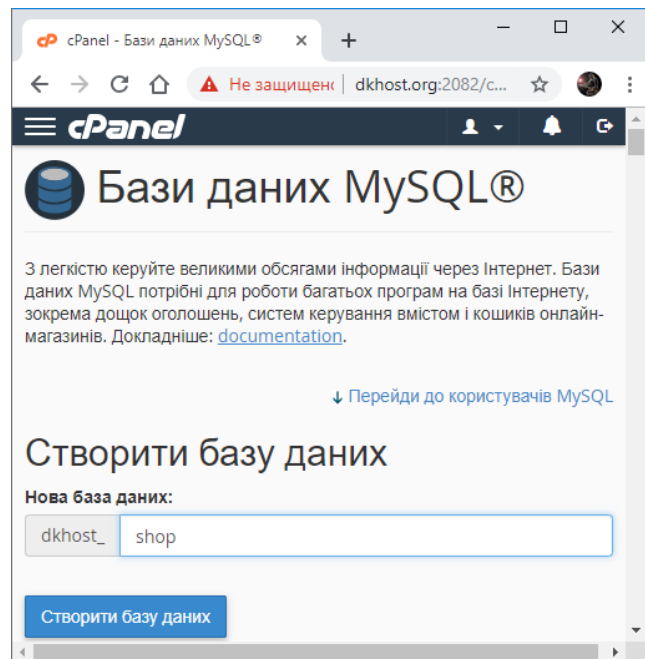 cPanel - Бази даних MySQL®
Не защищен dkhost.org:2082/c...
cPanel
Бази даних MySQL®
З легкістю керуйте великими обсягами інформації через Інтернет. Бази
даних MySQL потрібні для роботи багатьох програм на базі Інтернету,
зокрема дощок оголошень, систем керування вмістом і кошиків онлайн-
магазинів. Докладніше: documentation.
Перейди до користувачів MySQL
Створити базу даних
Нова база даних:
dkhost_ shop
Створити базу даних